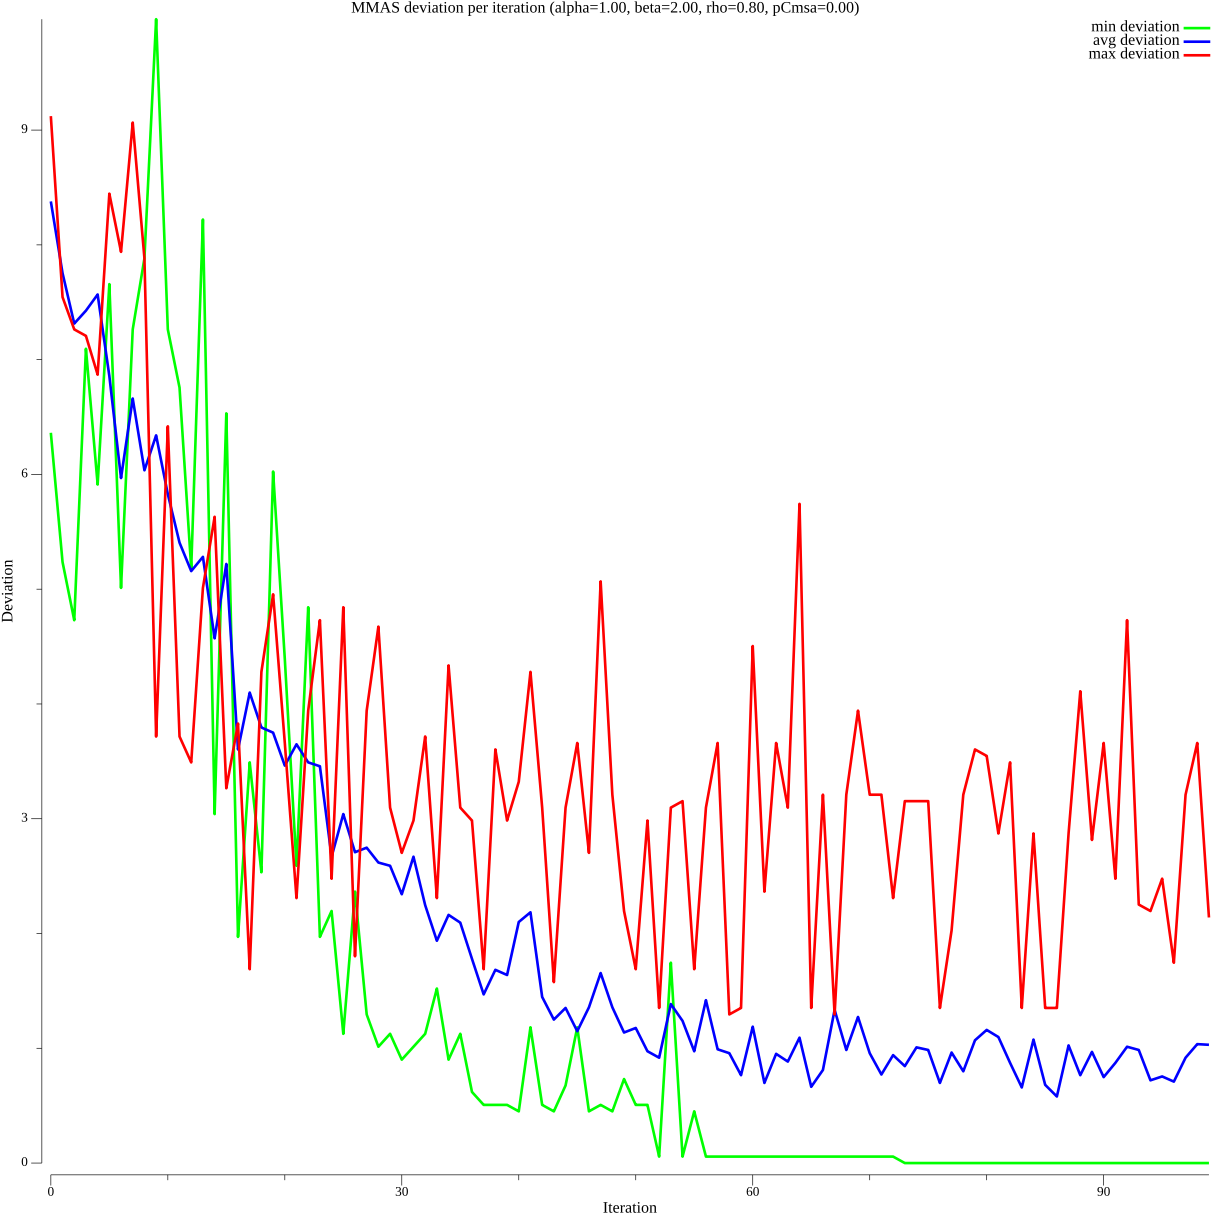 MMAS deviation per iteration (alpha=1.00, beta=2.00, rho=0.80, pCmsa=0.00)
min deviation
avg deviation
max deviation
9
6
3
0
Deviation
0 30 60 90
Iteration